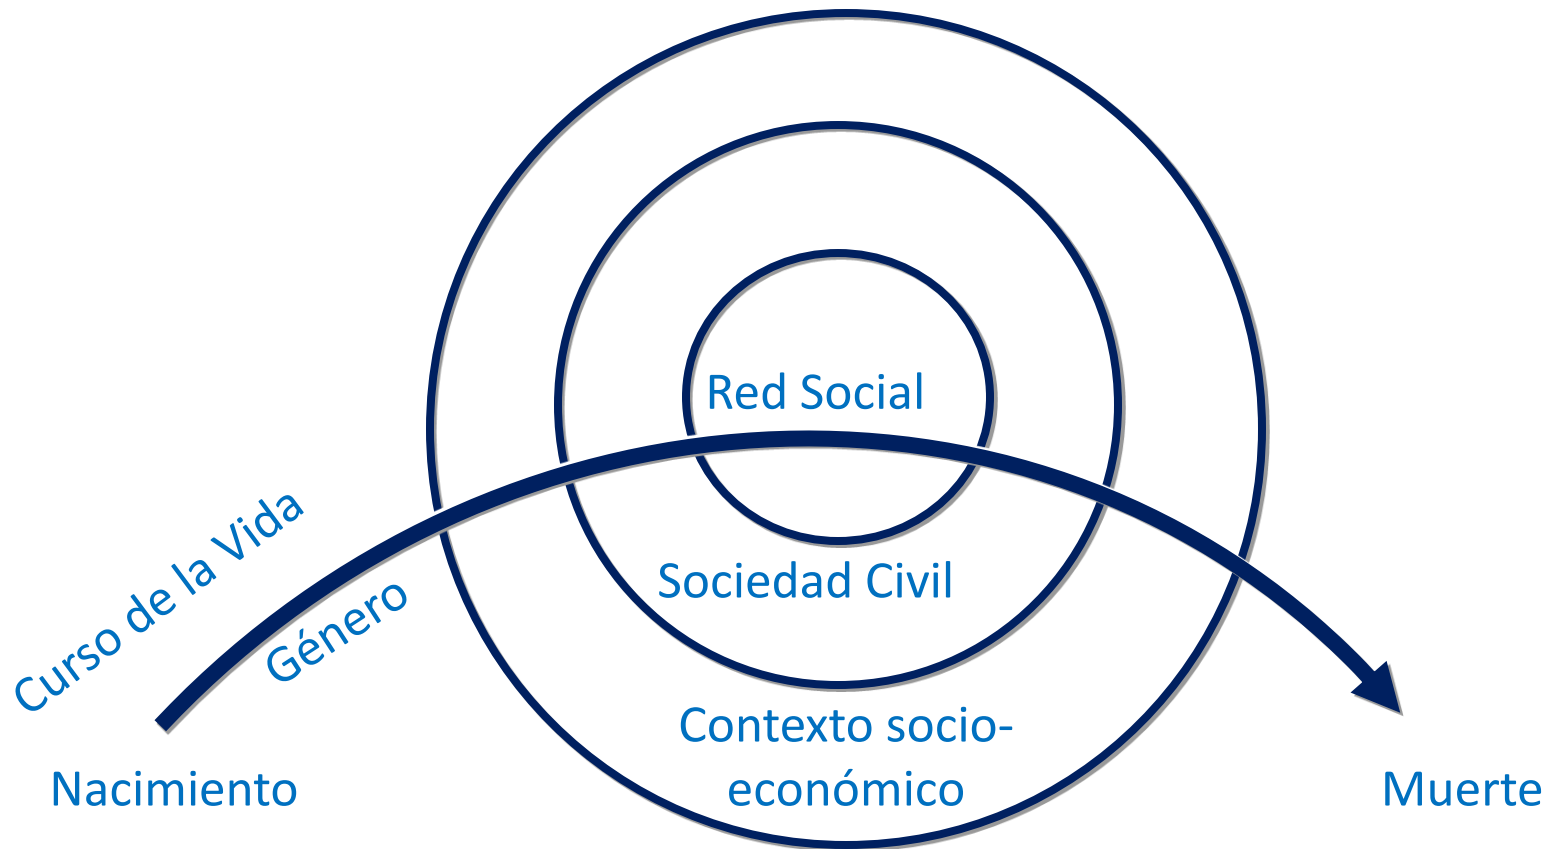 Red Social
Curso de la Vida
Género
Sociedad Civil
Contexto socio-
económico
Nacimiento
Muerte